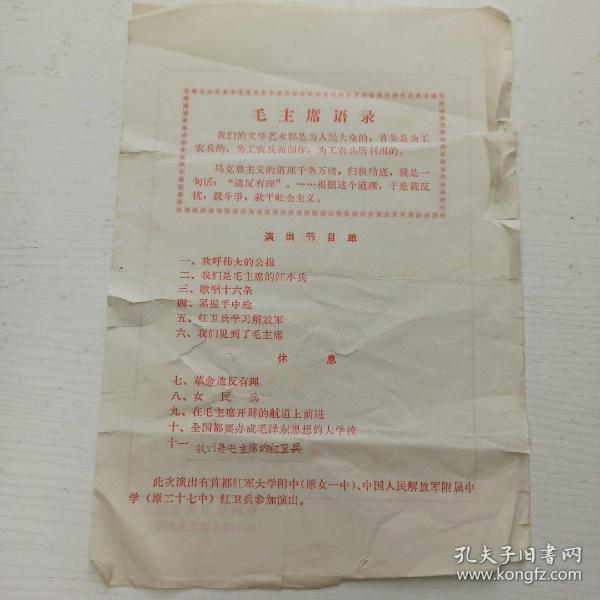 毛主席语录
我们的文学艺术都是为人民大众的，首先是为工
农兵的，为工农兵而创作，为工农兵所利用的。
马克思主义的道理千条万绪，归根结底，就是一
句话：“造反有理”。……根据这个道理，于是就反
抗，就斗争，就干社会主义。
演出节目单
一、欢呼伟大的公报
二、我们是毛主席的红小兵
三、歌唱十六条
四、紧握手中枪
五、红卫兵学习解放军
六、我们见到了毛主席
休息
七、革命造反有理
八、女民兵
九、在毛主席开辟的航道上前进
十、全国都要办成毛泽东思想的大学校
十一 我们是毛主席的红卫兵
此次演出有首都红军大学附中（原女一中）、中国人民解放军附属中
学（原二十七中）红卫兵参加演出。
孔夫子旧书网
www.kongfz.com